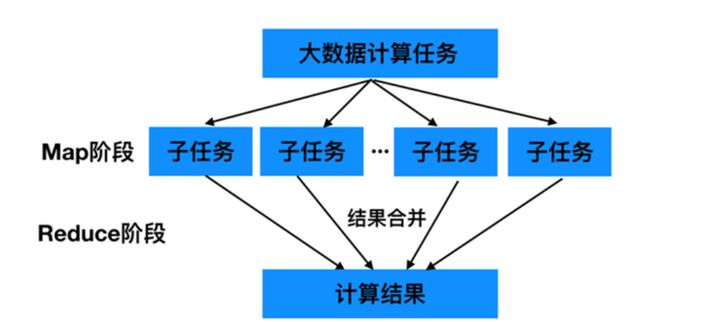 大数据计算任务
Map阶段
子任务
子任务
...
子任务
子任务
结果合并
Reduce阶段
计算结果